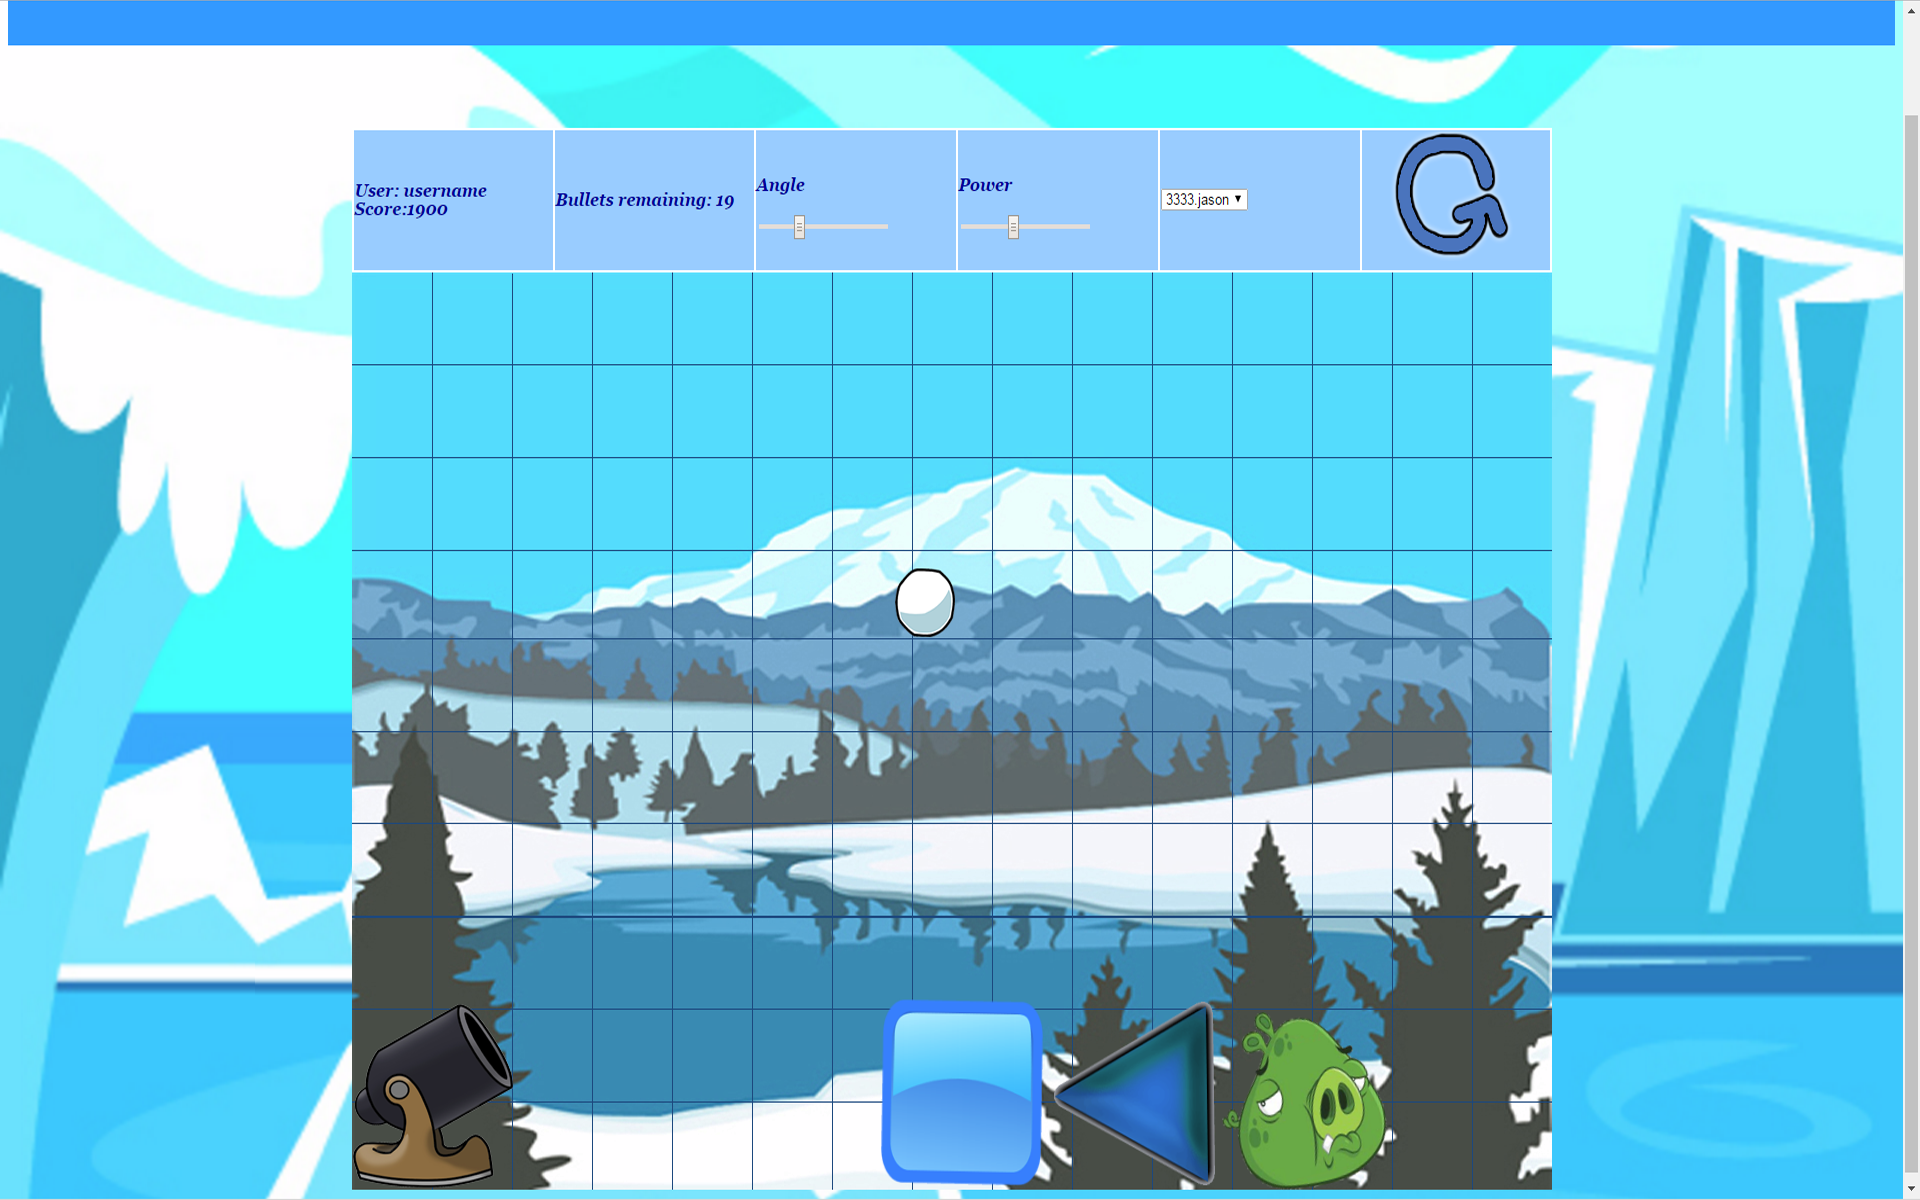 User: username
Score:1900
Bullets remaining: 19
Angle
Power
3333.jason